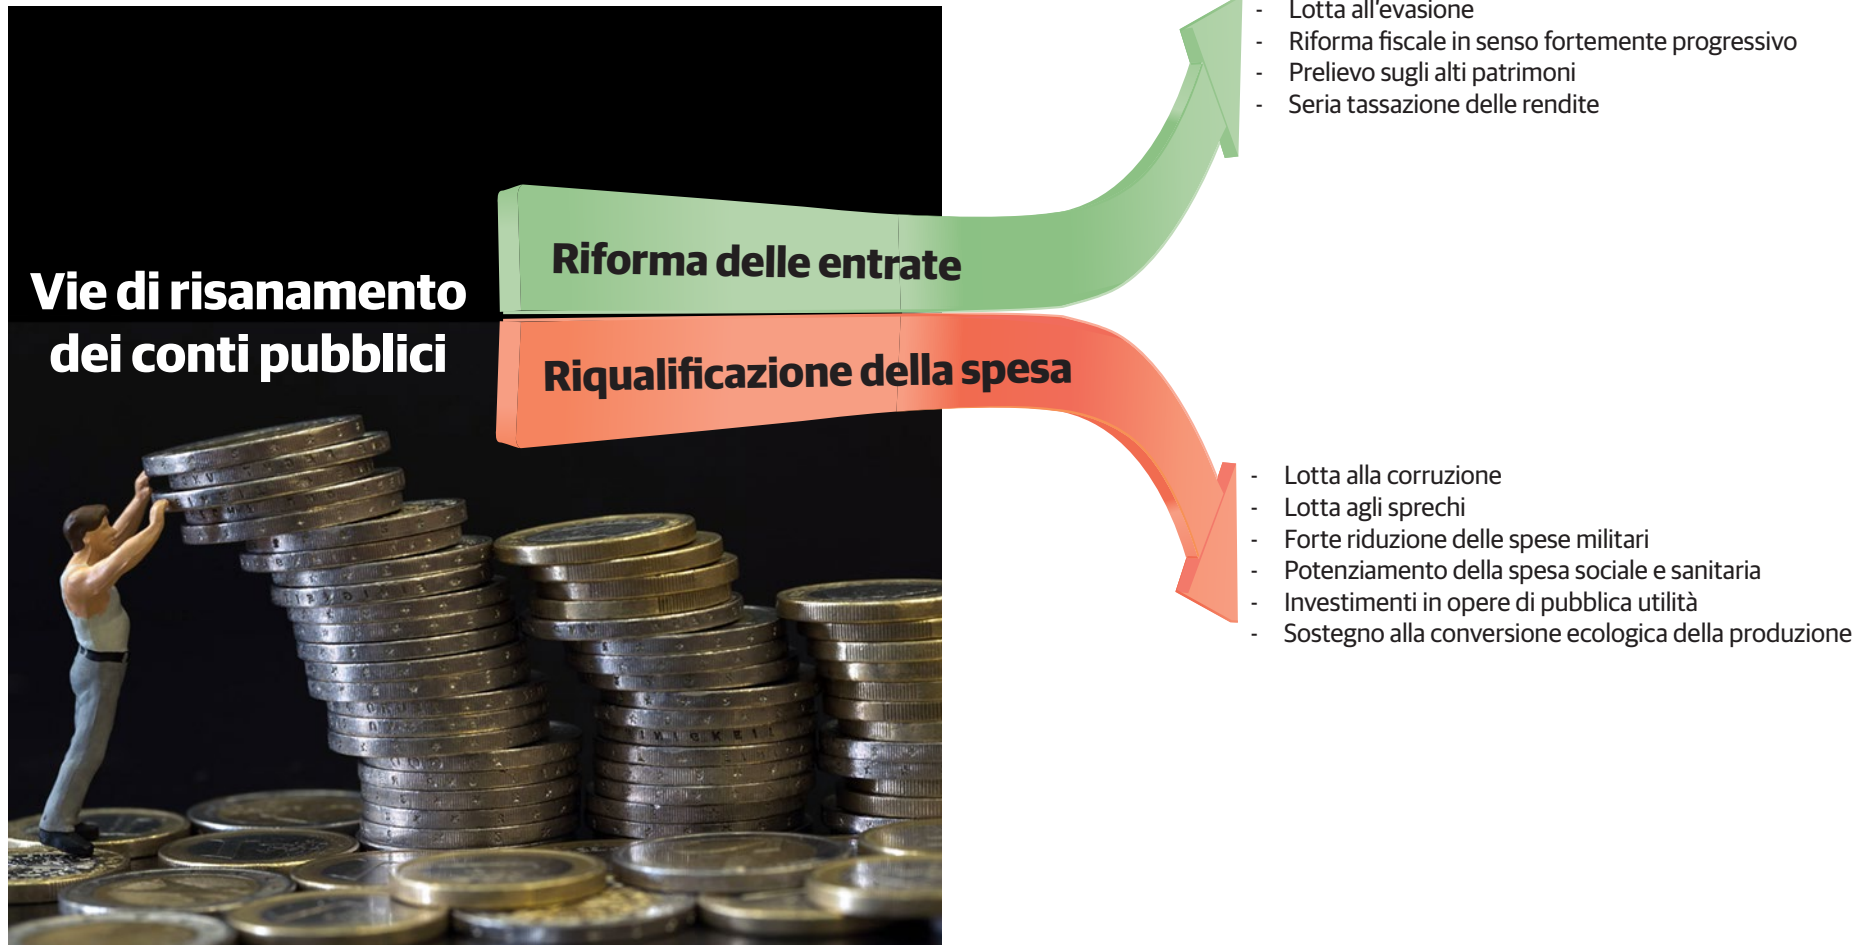 Vie di risanamento
dei conti pubblici
Riforma delle entrate
- Lotta all'evasione
- Riforma fiscale in senso fortemente progressivo
- Prelievo sugli alti patrimoni
- Seria tassazione delle rendite
Riqualificazione della spesa
- Lotta alla corruzione
- Lotta agli sprechi
- Forte riduzione delle spese militari
- Potenziamento della spesa sociale e sanitaria
- Investimenti in opere di pubblica utilità
- Sostegno alla conversione ecologica della produzione